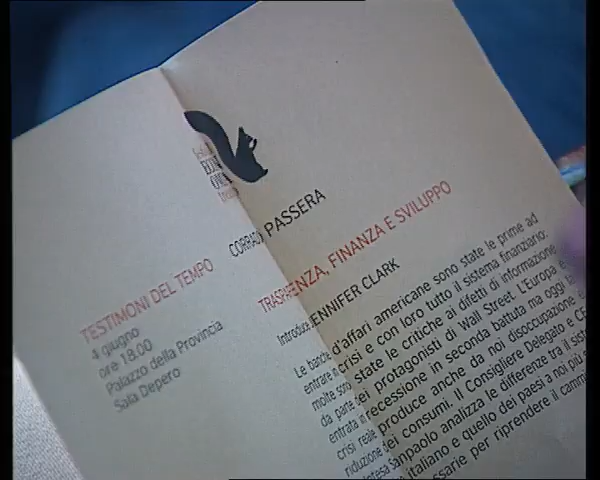 TESTIMONI DEL TEMPO
4 giugno
ore 18.00
Palazzo della Provincia
Sala Depero
CORRADO PASSERA
TRASPARENZA, FINANZA E SVILUPPO
Introduce JENNIFER CLARK
Le banche d'affari americane sono state le prime ad
entrare in crisi e con loro tutto il sistema finanziario:
molte sono state le critiche ai difetti di informazione
da parte dei protagonisti di Wall Street. L'Europa è
entrata in recessione in seconda battuta ma oggi
crisi reale produce anche da noi disoccupazione
riduzione dei consumi. Il Consigliere Delegato e CE
Intesa Sanpaolo analizza le differenze tra il sist
italiano e quello dei paesi a noi più
ssarie per riprendere il camm